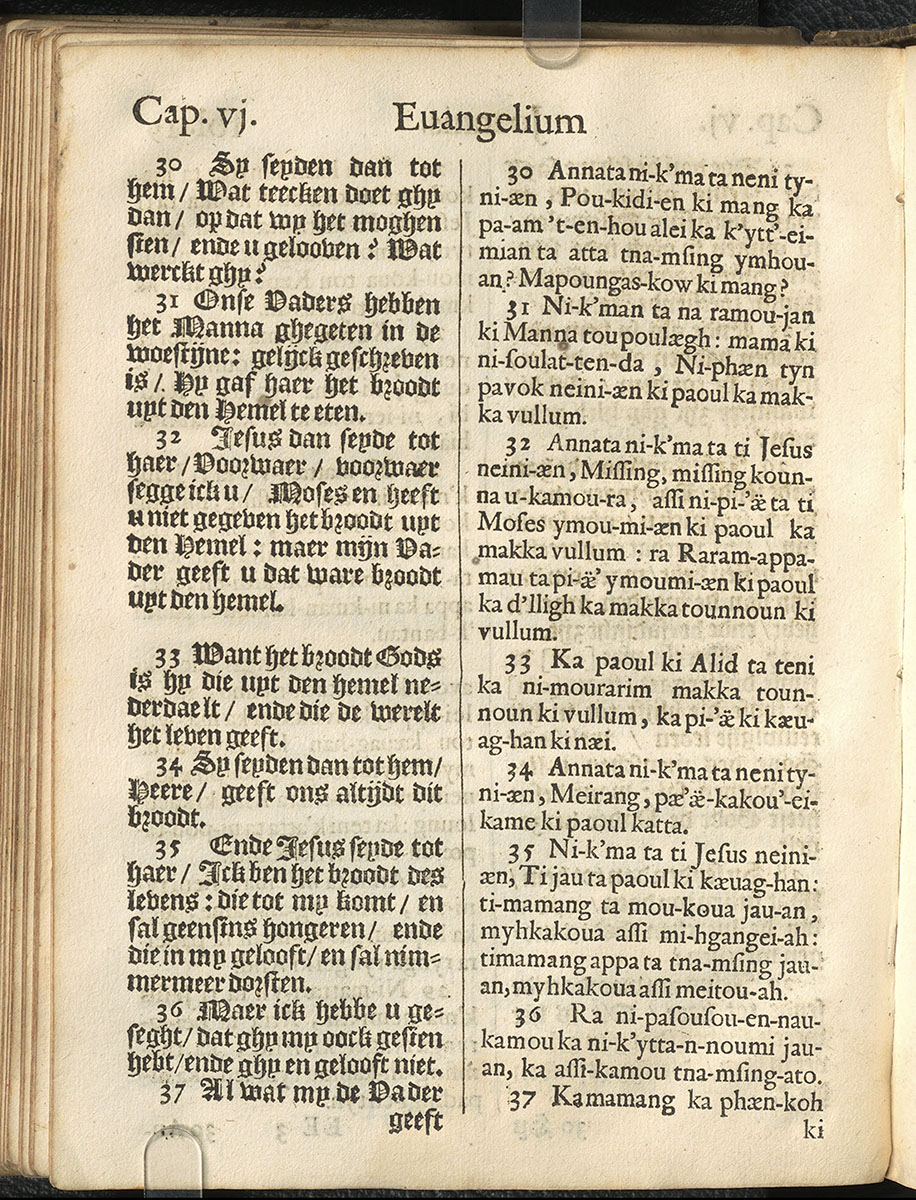 Cap. vj. Euangelium
30 Sy seyden dan tot
hem / Wat teecken doet ghy
dan / op dat wy het moghen
sien / ende u gelooven? Wat
werckt ghy?
31 Onse Vaders hebben
het Manna ghegeten in de
woestijne: gelijck geschreven
is /. Hy gaf haer het broodt
uyt den Hemel te eten.
32 Jesus dan seyde tot
haer / Voorwaer / voorwaer
segge ick u / Moses en heeft
u niet gegeven het broodt uyt
den Hemel: maer mijn Va-
der geeft u dat ware broodt
uyt den hemel.
33 Want het broodt Gods
is hy die uyt den hemel ne-
derdaelt / ende die de werelt
het leven geeft.
34 Sy seyden dan tot hem /
Heere / geeft ons altijdt dit
broodt.
35 Ende Jesus seyde tot
haer / Ick ben het broodt des
levens: die tot my komt / en
sal geensins hongeren / ende
die in my gelooft / en sal nim-
mermeer dorsten.
36 Maer ick hebbe u ge-
seght / dat ghy my oock gesien
hebt / ende ghy en gelooft niet.
37 Al wat my de Vader
geeft
30 Annata ni-k'ma ta neni ty-
ni-æn, Pou-kidi-en ki mang ka
pa-am 't-en-hou alei ka k'ytt'-ei-
mian ta atta tna-msing ymhou-
an? Mapoungas-kow ki mang?
31 Ni-k'man ta na ramou-jan
ki Manna tou poulægh: mama ki
ni-soulat-ten-da, Ni-phæn tyn
pavok neini-æn ki paoul ka mak-
ka vullum.
32 Annata ni-k'ma ta ti Jesus
neini-æn, Missing, missing koun-
na u-kamou-ra, assi ni-pi-'æ̈ ta ti
Moses ymou-mi-æn ki paoul ka
makka vullum: ra Raram-appa-
mau ta pi-æ̈' ymoumi-æn ki paoul
ka d'lligh ka makka tounnoun ki
vullum.
33 Ka paoul ki Alid ta teni
ka ni-mourarim makka toun-
noun ki vullum, ka pi-'æ̈ ki kæu-
ag-han ki næi.
34 Annata ni-k'ma ta neni ty-
ni-æn, Meirang, pæ'æ̈-kakou'-ei-
kame ki paoul katta.
35 Ni-k'ma ta ti Jesus neini-
æn, Ti jau ta paoul ki kæuag-han:
ti-mamang ta mou-koua jau-an,
myhkakoua assi mi-hgangei-ah:
timamang appa ta tna-msing jau-
an, myhkakoua assi meitou-ah.
36 Ra ni-pasousou-en-nau-
kamou ka ni-k'ytta-n-noumi jau-
an, ka assi-kamou tna-msing-ato.
37 Kamamang ka phæn-koh
ki